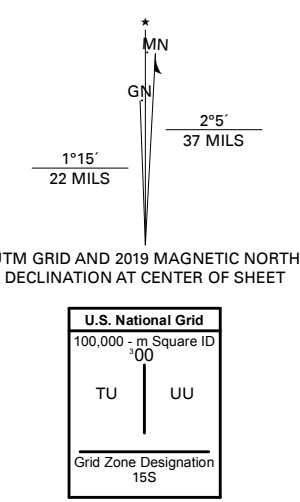 ★
MN
GN
2°5´
37 MILS
1°15´
22 MILS
UTM GRID AND 2019 MAGNETIC NORTH
DECLINATION AT CENTER OF SHEET
U.S. National Grid
100,000 - m Square ID
³00
TU UU
Grid Zone Designation
15S